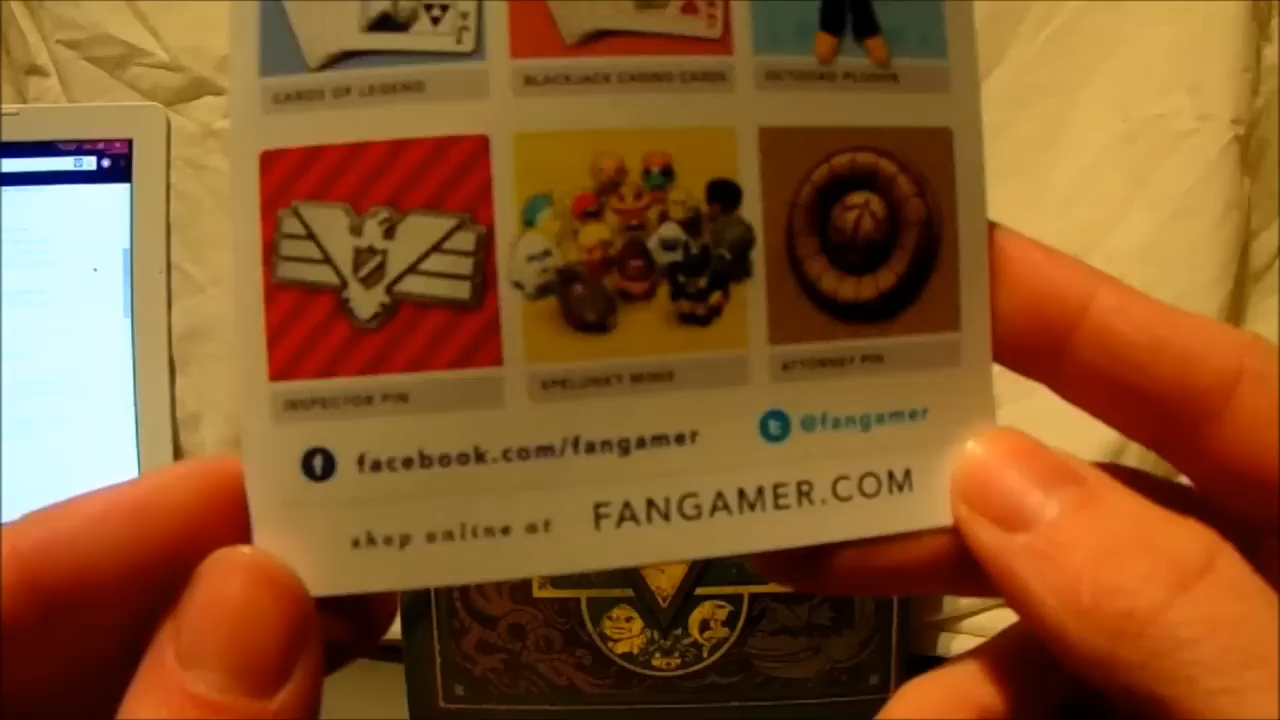 CARDS OF LEGEND
BLACKJACK CASINO CARDS
OCTODAD PLUSHIE
INSPECTOR PIN
SPELUNKY MINIS
ATTORNEY PIN
facebook.com/fangamer
@fangamer
shop online at FANGAMER.COM